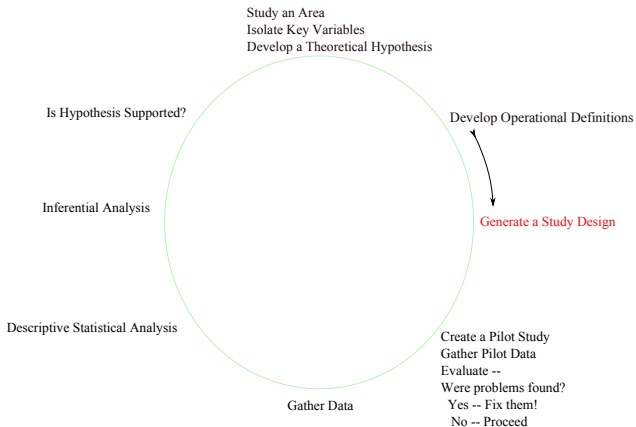 Study an Area
Isolate Key Variables
Develop a Theoretical Hypothesis
Is Hypothesis Supported?
Develop Operational Definitions
Inferential Analysis
Generate a Study Design
Descriptive Statistical Analysis
Create a Pilot Study
Gather Pilot Data
Evaluate --
Were problems found?
Yes -- Fix them!
No -- Proceed
Gather Data